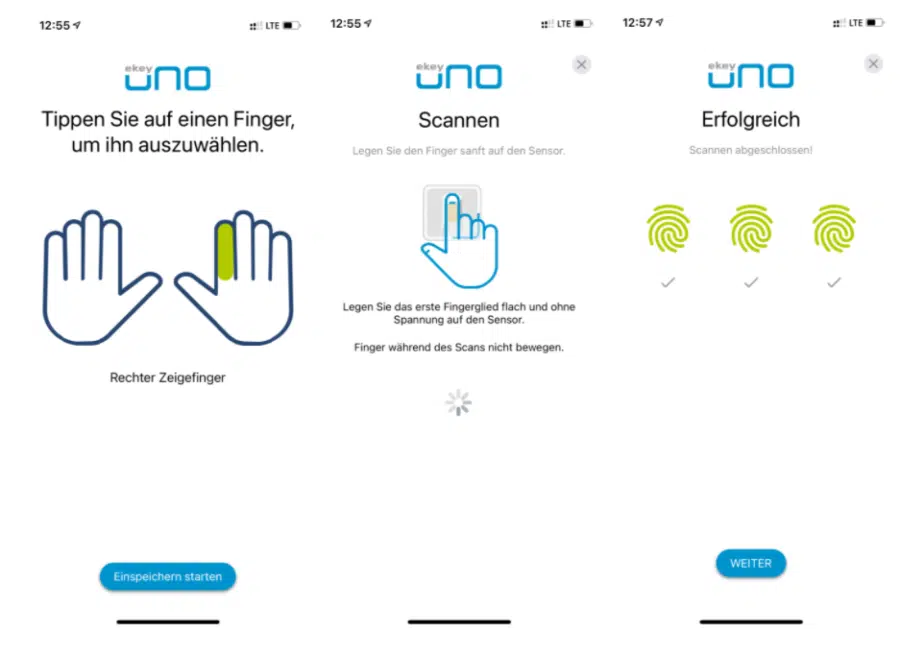 12:55
LTE
ekey
uno
Tippen Sie auf einen Finger,
um ihn auszuwählen.
Rechter Zeigefinger
Einspeichern starten
12:55
LTE
ekey
uno
Scannen
Legen Sie den Finger sanft auf den Sensor.
Legen Sie das erste Fingerglied flach und ohne
Spannung auf den Sensor.
Finger während des Scans nicht bewegen.
12:57
LTE
ekey
uno
Erfolgreich
Scannen abgeschlossen!
WEITER